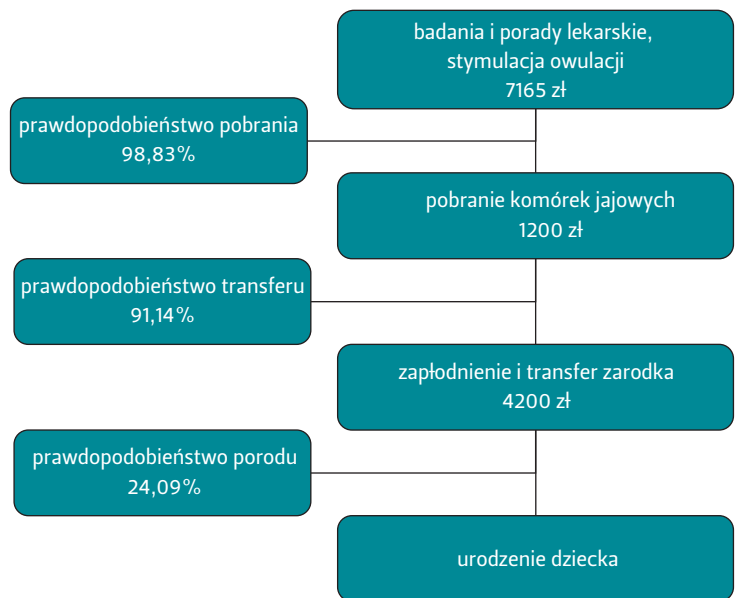 badania i porady lekarskie,
stymulacja owulacji
7165 zł
prawdopodobieństwo pobrania
98,83%
pobranie komórek jajowych
1200 zł
prawdopodobieństwo transferu
91,14%
zapłodnienie i transfer zarodka
4200 zł
prawdopodobieństwo porodu
24,09%
urodzenie dziecka